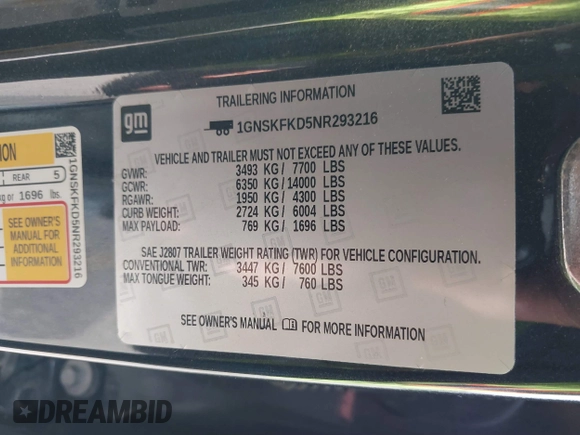 TRAILERING INFORMATION
gm
1GNSKFKD5NR293216
VEHICLE AND TRAILER MUST NOT EXCEED ANY OF THESE VALUES.
GVWR: 3493 KG / 7700 LBS
GCWR: 6350 KG / 14000 LBS
RGAWR: 1950 KG / 4300 LBS
CURB WEIGHT: 2724 KG / 6004 LBS
MAX PAYLOAD: 769 KG / 1696 LBS
SAE J2807 TRAILER WEIGHT RATING (TWR) FOR VEHICLE CONFIGURATION.
CONVENTIONAL TWR: 3447 KG / 7600 LBS
MAX TONGUE WEIGHT: 345 KG / 760 LBS
SEE OWNER'S MANUAL FOR MORE INFORMATION
REAR 5
or 1696 lbs.
SEE OWNER'S
MANUAL FOR
ADDITIONAL
INFORMATION
1GNSKFKD5NR293216
DREAMBID